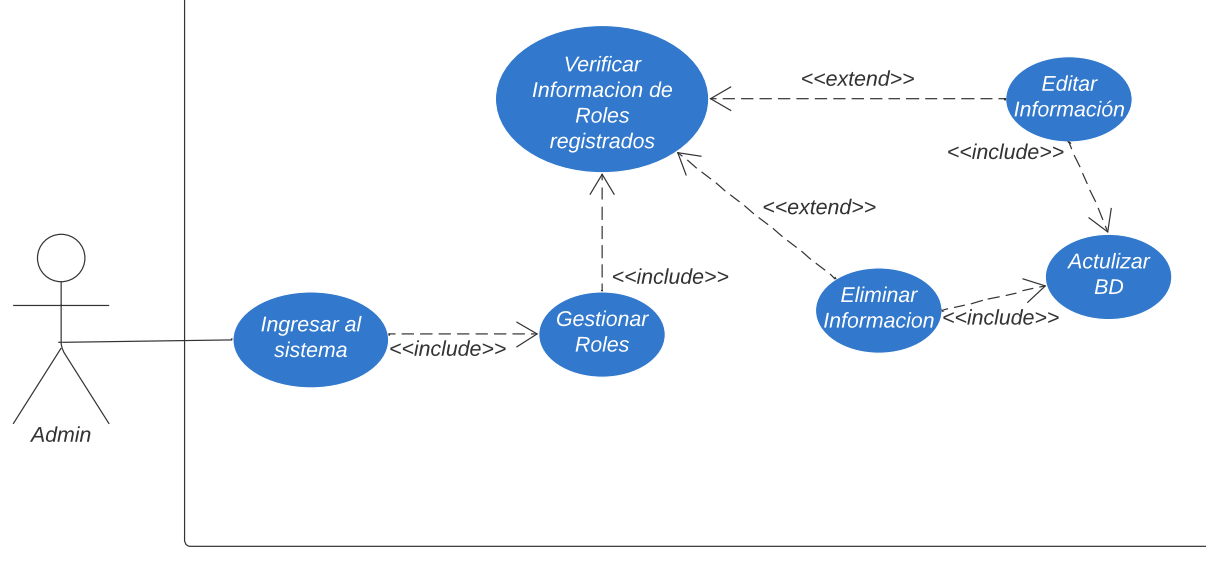 Verificar
Informacion de
Roles
registrados
<<extend>>
Editar
Información
<<include>>
<<extend>>
Actulizar
BD
<<include>>
Eliminar
Informacion
<<include>>
Ingresar al
sistema
<<include>>
Gestionar
Roles
Admin